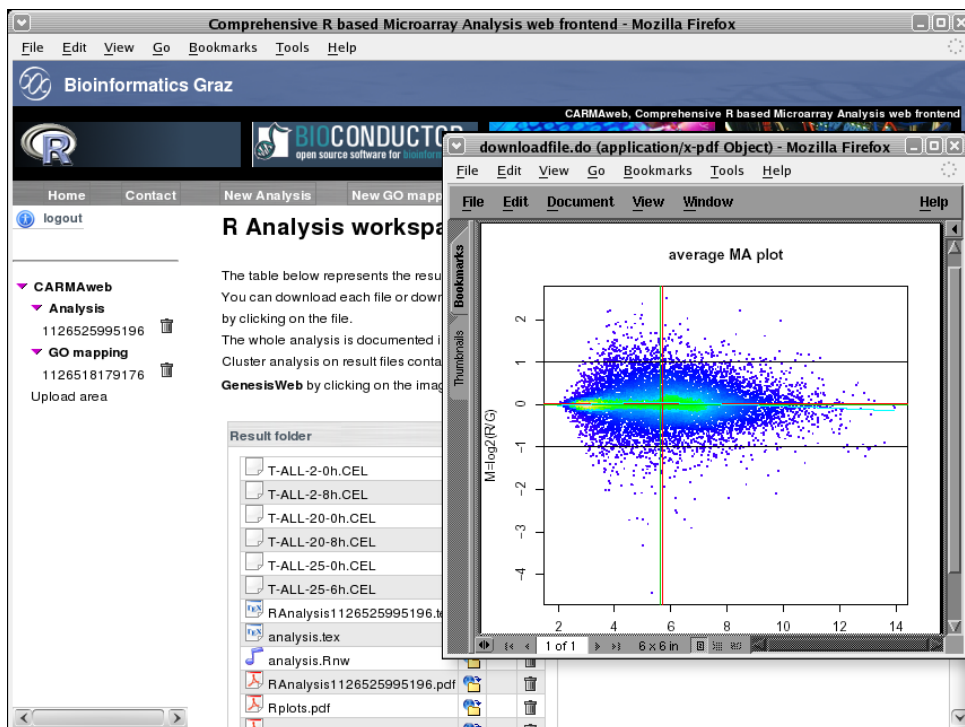 Comprehensive R based Microarray Analysis web frontend - Mozilla Firefox
File Edit View Go Bookmarks Tools Help
Bioinformatics Graz
CARMAweb, Comprehensive R based Microarray Analysis web frontend
R
BIOCONDUCTOR
open source software for bioinfor
Home Contact New Analysis New GO mapp
logout
CARMAweb
Analysis
1126525995196
GO mapping
1126518179176
Upload area
R Analysis workspa
The table below represents the resu
You can download each file or down
by clicking on the file.
The whole analysis is documented i
Cluster analysis on result files conta
GenesisWeb by clicking on the imag
Result folder
T-ALL-2-0h.CEL
T-ALL-2-8h.CEL
T-ALL-20-0h.CEL
T-ALL-20-8h.CEL
T-ALL-25-0h.CEL
T-ALL-25-6h.CEL
RAnalysis1126525995196.te
analysis.tex
analysis.Rnw
RAnalysis1126525995196.pdf
Rplots.pdf
downloadfile.do (application/x-pdf Object) - Mozilla Firefox
File Edit View Go Bookmarks Tools Help
File Edit Document View Window Help
Bookmarks
Thumbnails
average MA plot
M=log2(R/G)
2
1
0
-1
-2
-3
-4
2 4 6 8 10 12 14
1 of 1 6 x 6 in